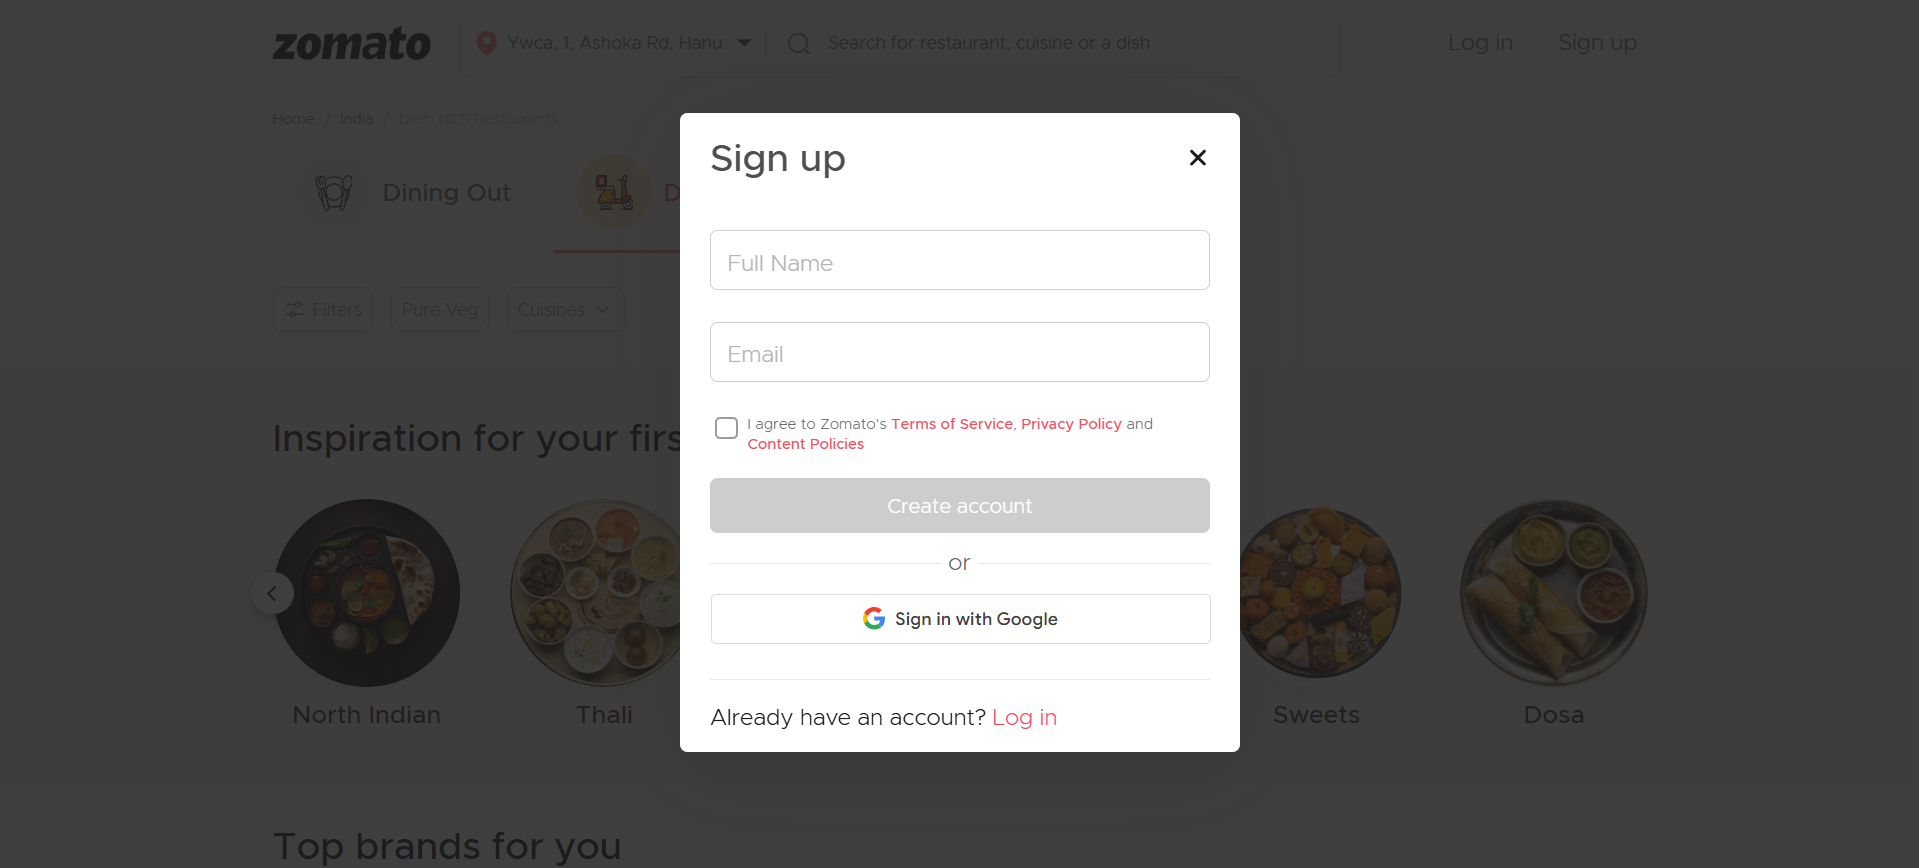 zomato
Ywca, 1, Ashoka Rd, Hanu
Search for restaurant, cuisine or a dish
Log in
Sign up
Home / India / Delhi NCR Restaurants
Dining Out
D
Filters
Pure Veg
Cuisines
Inspiration for your firs
North Indian
Thali
Sweets
Dosa
Top brands for you
Sign up
Full Name
Email
I agree to Zomato's Terms of Service, Privacy Policy and
Content Policies
Create account
or
Sign in with Google
Already have an account? Log in